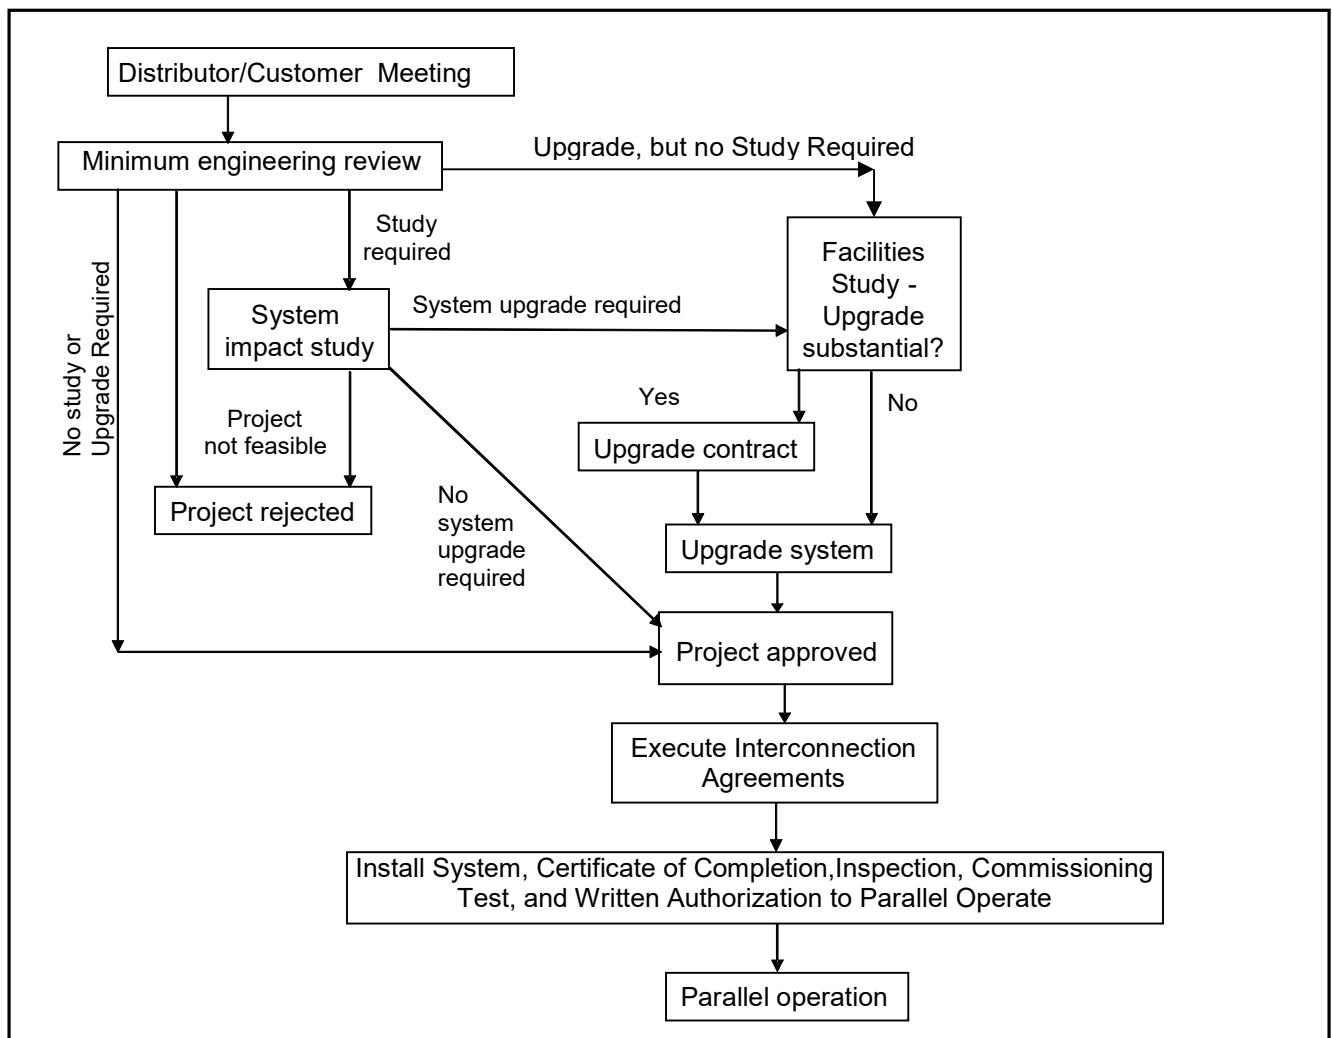 Distributor/Customer  Meeting
Minimum engineering review
Upgrade, but no Study Required
Study
required
Facilities
Study -
Upgrade
substantial?
No study or
Upgrade Required
System
impact study
System upgrade required
Yes
No
Project
not feasible
Upgrade contract
Project rejected
No
system
upgrade
required
Upgrade system
Project approved
Execute Interconnection
Agreements
Install System, Certificate of Completion,Inspection, Commissioning
Test, and Written Authorization to Parallel Operate
Parallel operation